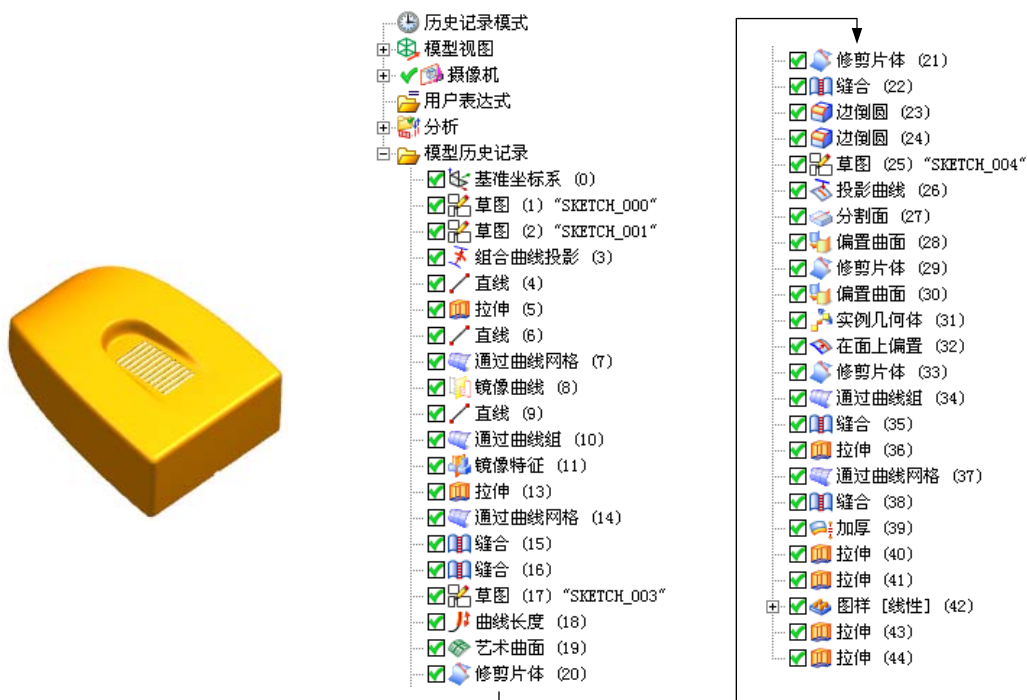 历史记录模式
模型视图
摄像机
用户表达式
分析
模型历史记录
基准坐标系 (0)
草图 (1) "SKETCH_000"
草图 (2) "SKETCH_001"
组合曲线投影 (3)
直线 (4)
拉伸 (5)
直线 (6)
通过曲线网格 (7)
镜像曲线 (8)
直线 (9)
通过曲线组 (10)
镜像特征 (11)
拉伸 (13)
通过曲线网格 (14)
缝合 (15)
缝合 (16)
草图 (17) "SKETCH_003"
曲线长度 (18)
艺术曲面 (19)
修剪片体 (20)
修剪片体 (21)
缝合 (22)
边倒圆 (23)
边倒圆 (24)
草图 (25) "SKETCH_004"
投影曲线 (26)
分割面 (27)
偏置曲面 (28)
修剪片体 (29)
偏置曲面 (30)
实例几何体 (31)
在面上偏置 (32)
修剪片体 (33)
通过曲线组 (34)
缝合 (35)
拉伸 (36)
通过曲线网格 (37)
缝合 (38)
加厚 (39)
拉伸 (40)
拉伸 (41)
图样 [线性] (42)
拉伸 (43)
拉伸 (44)